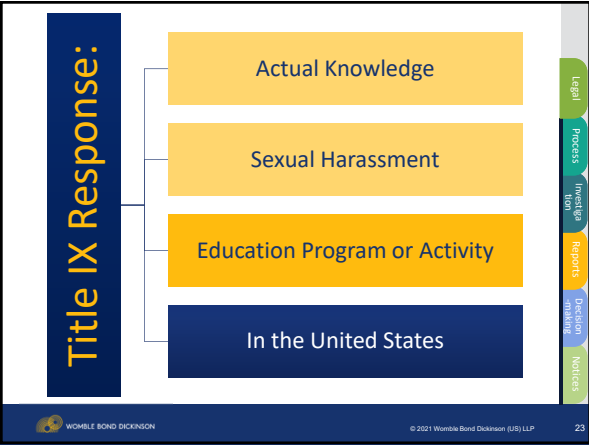 Title IX Response:
Actual Knowledge
Sexual Harassment
Education Program or Activity
In the United States
Legal
Process
Investiga
tion
Reports
Decision
-making
Notices
WOMBLE BOND DICKINSON
© 2021 Womble Bond Dickinson (US) LLP
23